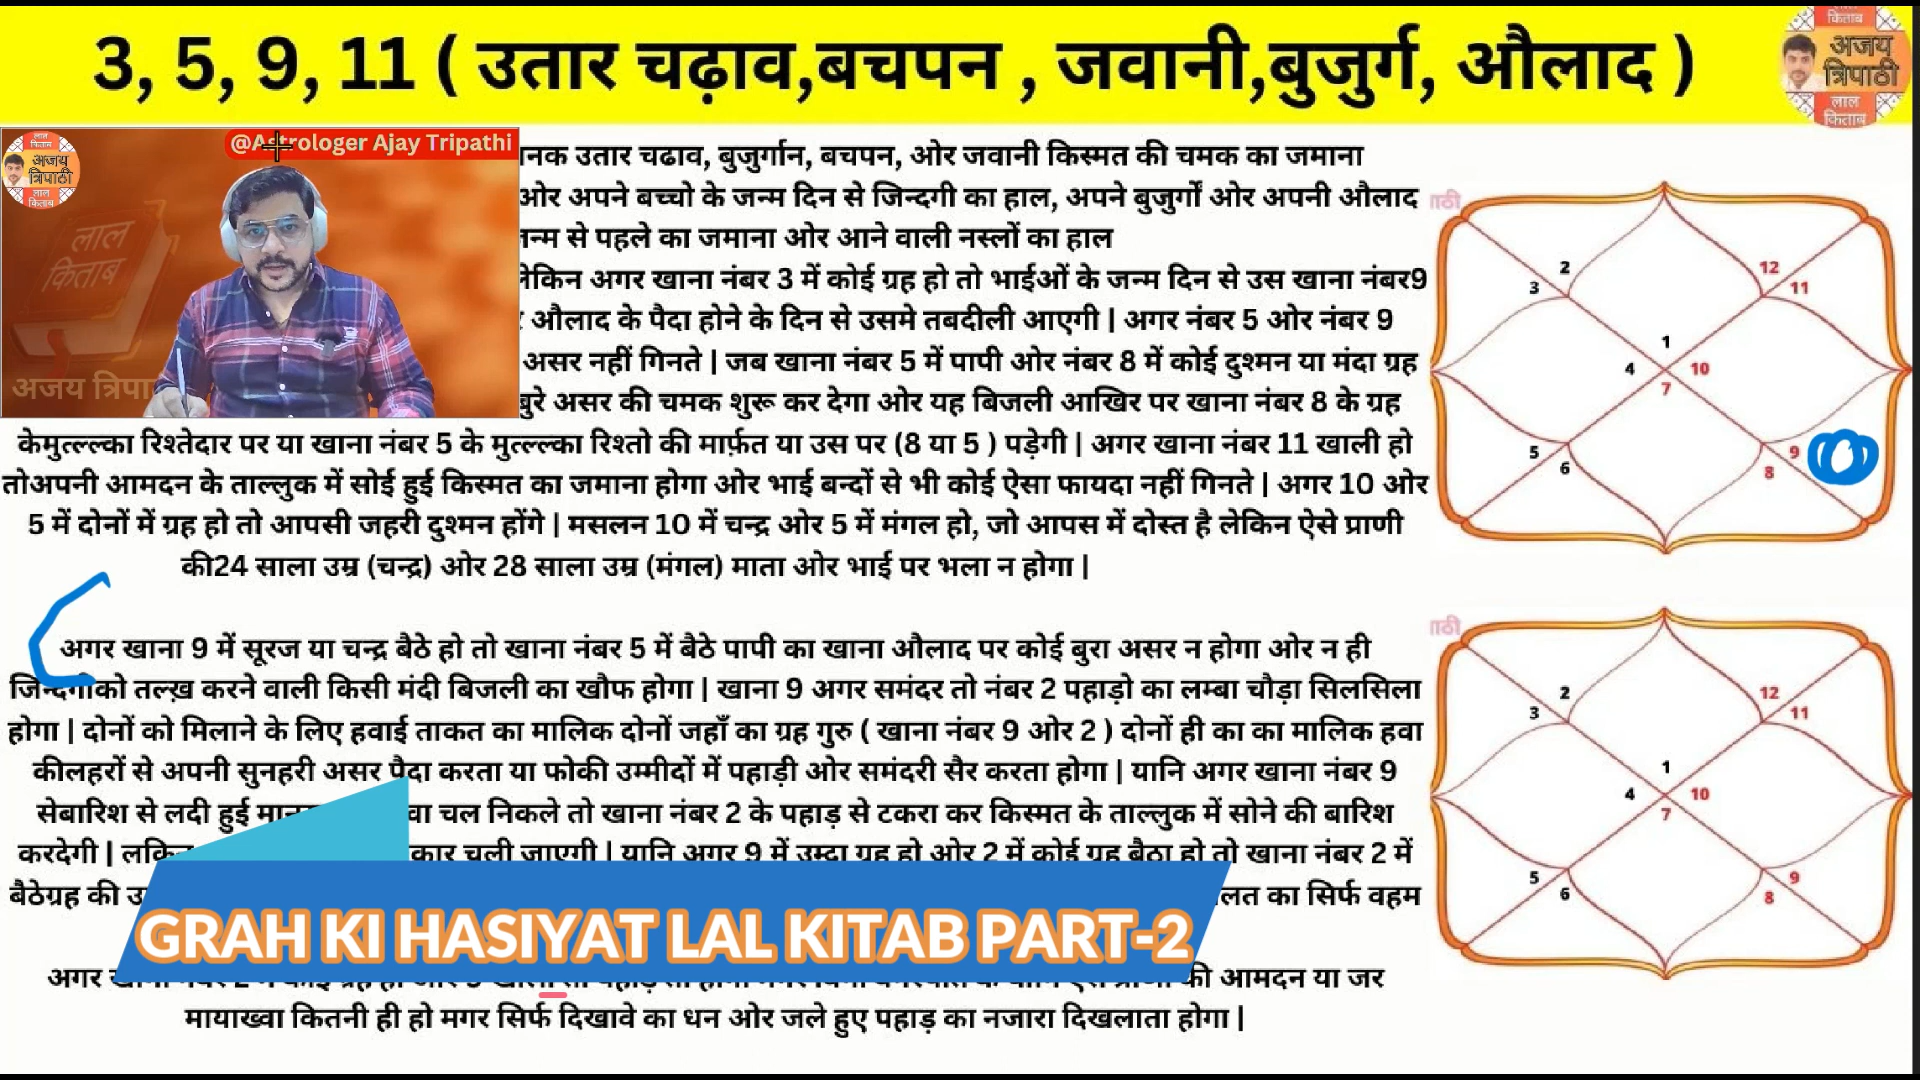 3, 5, 9, 11 ( उतार चढ़ाव,बचपन , जवानी,बुजुर्ग, औलाद )
लाल
किताब
अजय
त्रिपाठी
लाल
किताब
@Astrologer Ajay Tripathi
लाल
किताब
अजय
त्रिपाठी
लाल
किताब
लाल
किताब
अजय
उतार चढाव, बुजुर्गान, बचपन, ओर जवानी किस्मत की चमक का जमाना
ओर अपने बच्चो के जन्म दिन से जिन्दगी का हाल, अपने बुजुर्गों ओर अपनी औलाद
से पहले का जमाना ओर आने वाली नस्लों का हाल
अगर खाना नंबर 3 में कोई ग्रह हो तो भाईओं के जन्म दिन से उस खाना नंबर9
औलाद के पैदा होने के दिन से उसमे तबदीली आएगी | अगर नंबर 5 ओर नंबर 9
असर नहीं गिनते | जब खाना नंबर 5 में पापी ओर नंबर 8 में कोई दुश्मन या मंदा ग्रह
बुरे असर की चमक शुरू कर देगा ओर यह बिजली आखिर पर खाना नंबर 8 के ग्रह
केमुत्ल्ल्का रिश्तेदार पर या खाना नंबर 5 के मुत्ल्ल्का रिश्तो की मार्फ़त या उस पर (8 या 5 ) पड़ेगी | अगर खाना नंबर 11 खाली हो
तोअपनी आमदन के ताल्लुक में सोई हुई किस्मत का जमाना होगा ओर भाई बन्दों से भी कोई ऐसा फायदा नहीं गिनते | अगर 10 ओर
5 में दोनों में ग्रह हो तो आपसी जहरी दुश्मन होंगे | मसलन 10 में चन्द्र ओर 5 में मंगल हो, जो आपस में दोस्त है लेकिन ऐसे प्राणी
की24 साला उम्र (चन्द्र) ओर 28 साला उम्र (मंगल) माता ओर भाई पर भला न होगा |
अगर खाना 9 में सूरज या चन्द्र बैठे हो तो खाना नंबर 5 में बैठे पापी का खाना औलाद पर कोई बुरा असर न होगा ओर न ही
जिन्दगीको तल्ख़ करने वाली किसी मंदी बिजली का खौफ होगा | खाना 9 अगर समंदर तो नंबर 2 पहाड़ो का लम्बा चौड़ा सिलसिला
होगा | दोनों को मिलाने के लिए हवाई ताकत का मालिक दोनों जहाँ का ग्रह गुरु ( खाना नंबर 9 ओर 2 ) दोनों ही का का मालिक हवा
कीलहरों से अपनी सुनहरी असर पैदा करता या फोकी उम्मीदों में पहाड़ी ओर समंदरी सैर करता होगा | यानि अगर खाना नंबर 9
सेबारिश से लदी हुई चल निकले तो खाना नंबर 2 के पहाड़ से टकरा कर किस्मत के ताल्लुक में सोने की बारिश
करदेगी | चली जाएगी | यानि अगर 9 में उम्दा ग्रह हो ओर 2 में कोई ग्रह बैठा हो तो खाना नंबर 2 में
बैठेग्रह की का सिर्फ वहम
GRAH KI HASIYAT LAL KITAB PART-2
अगर की आमदन या जर
मायाख्वा कितनी ही हो मगर सिर्फ दिखावे का धन ओर जले हुए पहाड़ का नजारा दिखलाता होगा |
2 12
3 11
1
4 10
7
5 9
6 8
2 12
3 11
1
4 10
7
5 9
6 8